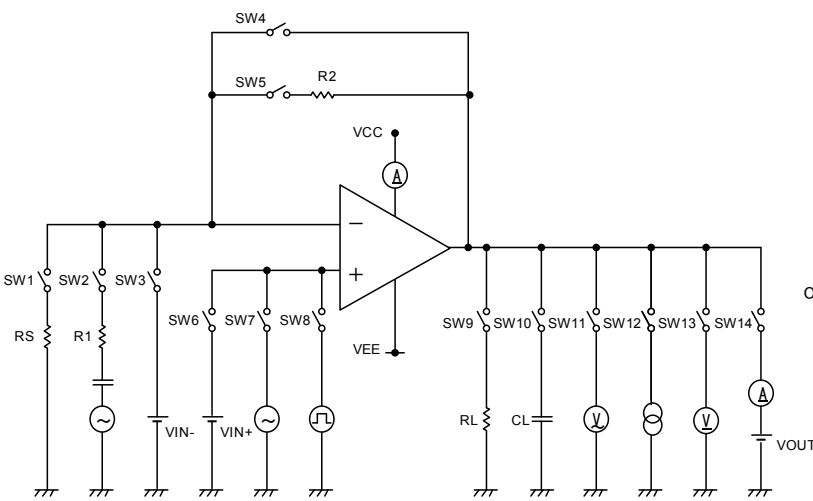 SW4
SW5 R2
VCC
A
−
+
SW1 SW2 SW3
SW6 SW7 SW8
SW9 SW10 SW11 SW12 SW13 SW14
O
RS R1
VEE
A
VIN- VIN+
RL CL V V
VOUT